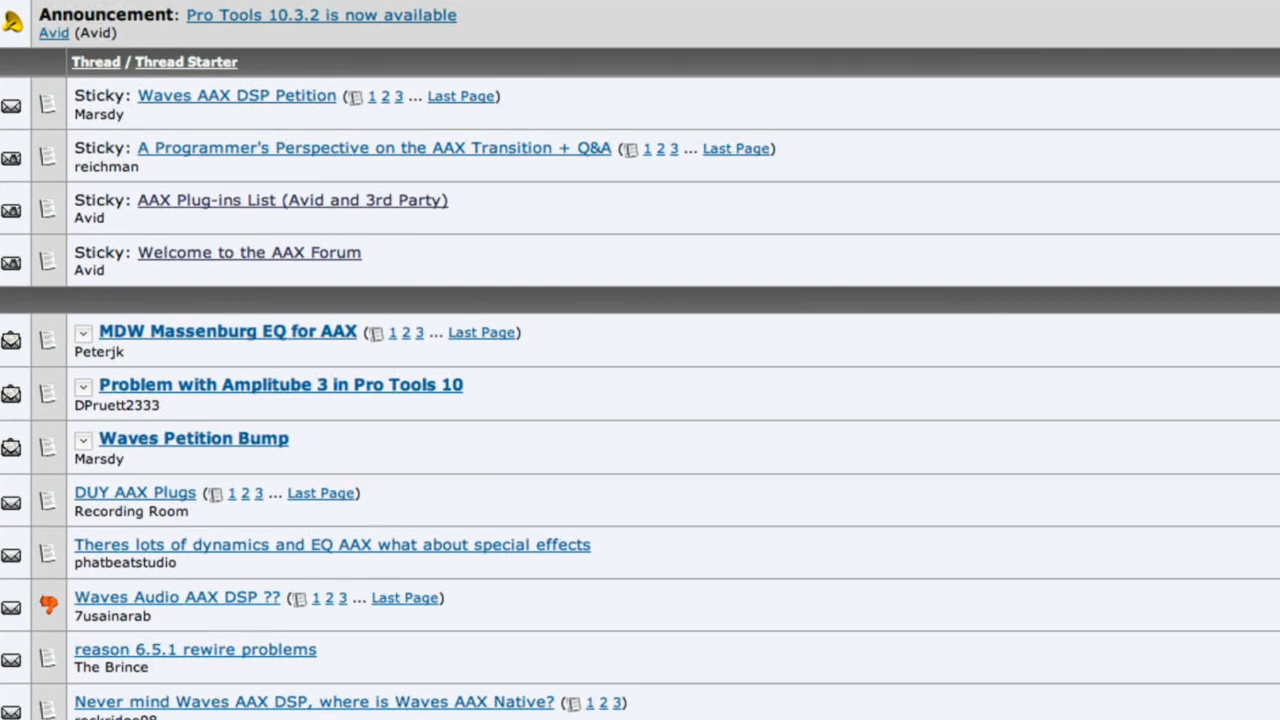 Announcement: Pro Tools 10.3.2 is now available
Avid (Avid)
Thread / Thread Starter
Sticky: Waves AAX DSP Petition (1 2 3 ... Last Page)
Marsdy
Sticky: A Programmer's Perspective on the AAX Transition + Q&A (1 2 3 ... Last Page)
reichman
Sticky: AAX Plug-ins List (Avid and 3rd Party)
Avid
Sticky: Welcome to the AAX Forum
Avid
MDW Massenburg EQ for AAX (1 2 3 ... Last Page)
Peterjk
Problem with Amplitube 3 in Pro Tools 10
DPruett2333
Waves Petition Bump
Marsdy
DUY AAX Plugs (1 2 3 ... Last Page)
Recording Room
Theres lots of dynamics and EQ AAX what about special effects
phatbeatstudio
Waves Audio AAX DSP ?? (1 2 3 ... Last Page)
7usainarab
reason 6.5.1 rewire problems
The Brince
Never mind Waves AAX DSP, where is Waves AAX Native? (1 2 3)